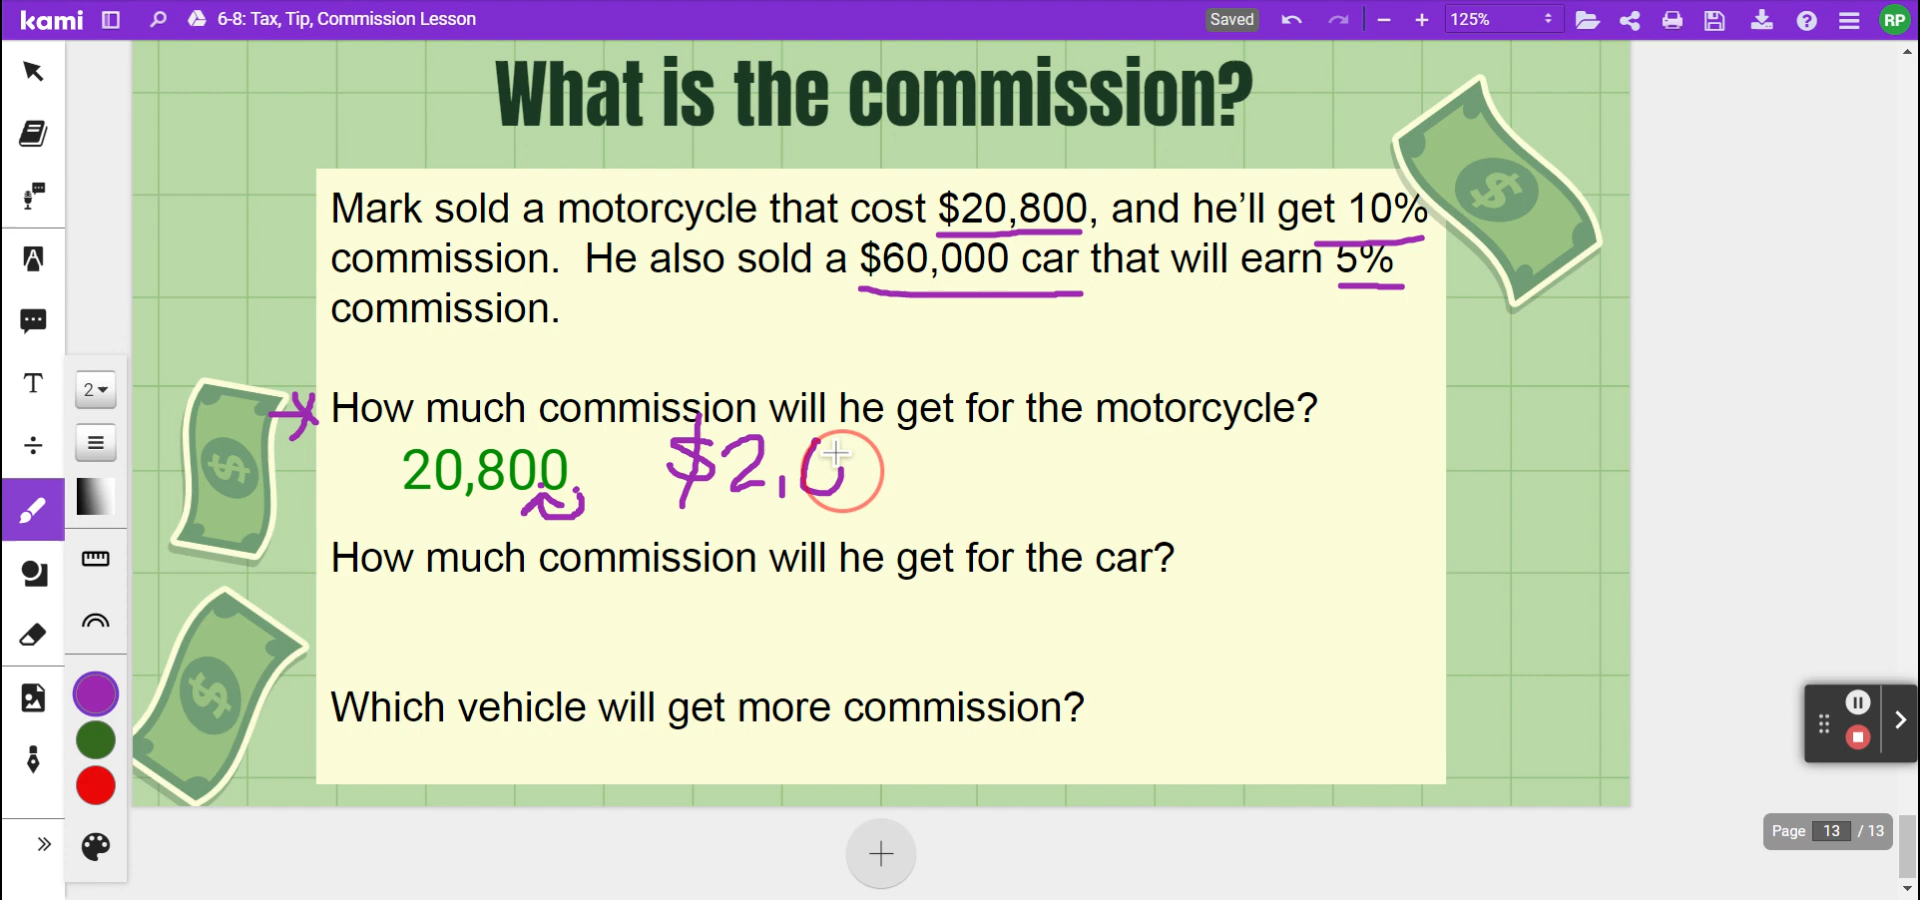 kami 6-8: Tax, Tip, Commission Lesson Saved 125% RP
What is the commission?
Mark sold a motorcycle that cost $20,800, and he'll get 10%
commission. He also sold a $60,000 car that will earn 5%
commission.
2
How much commission will he get for the motorcycle?
20,800 $2,0
How much commission will he get for the car?
Which vehicle will get more commission?
Page 13 / 13